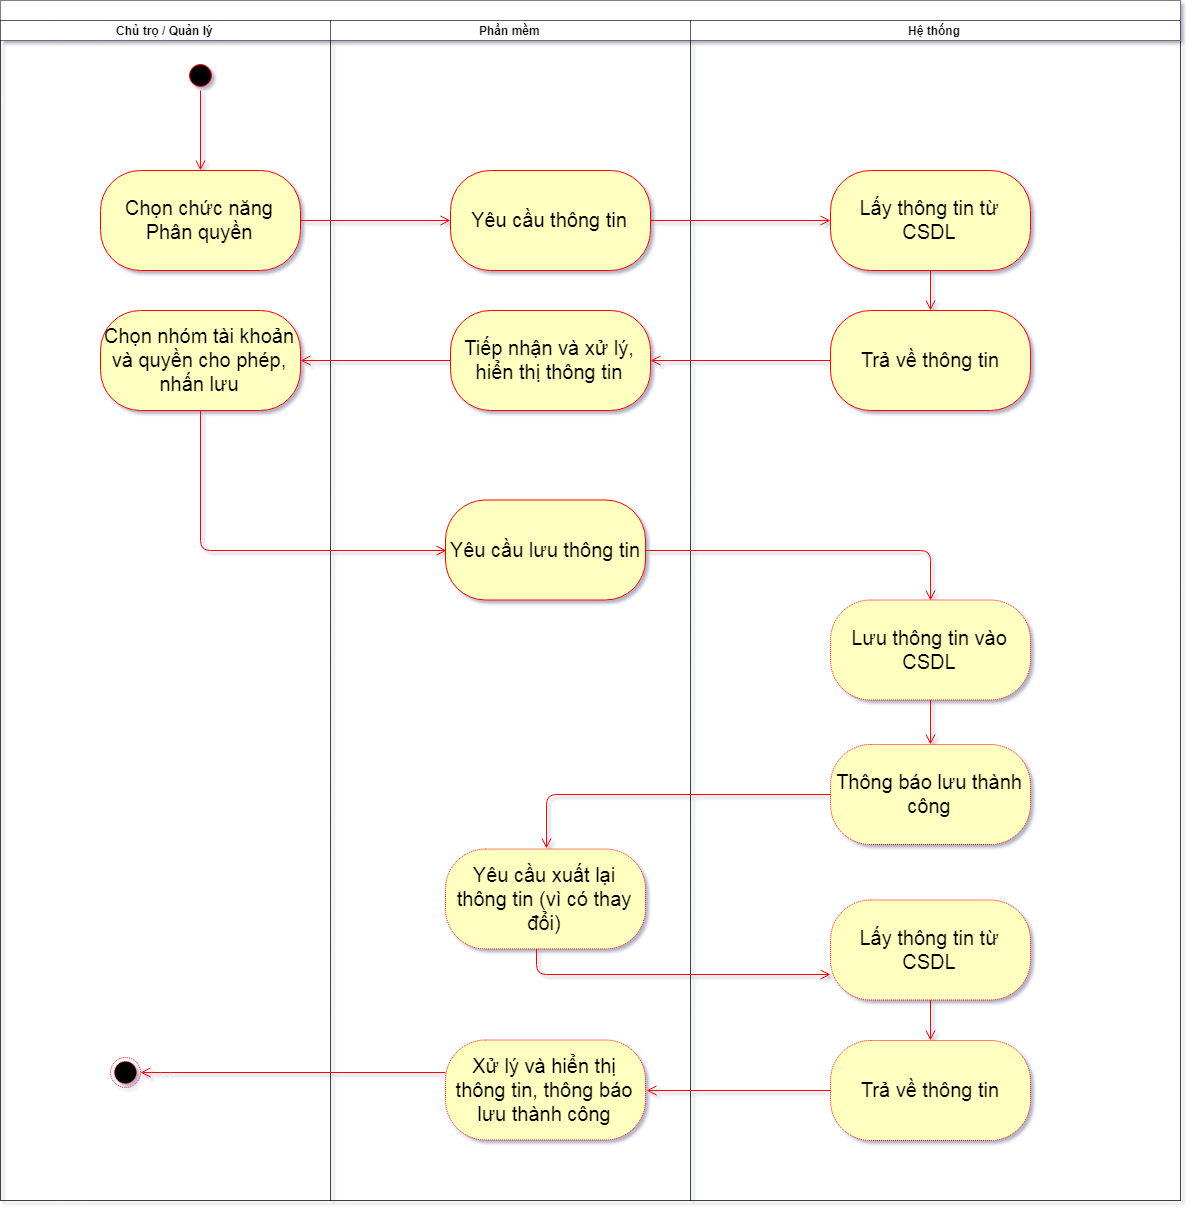 Chủ trọ / Quản lý
Phần mềm
Hệ thống
Chọn chức năng
Phân quyền
Yêu cầu thông tin
Lấy thông tin từ
CSDL
Chọn nhóm tài khoản
và quyền cho phép,
nhấn lưu
Tiếp nhận và xử lý,
hiển thị thông tin
Trả về thông tin
Yêu cầu lưu thông tin
Lưu thông tin vào
CSDL
Thông báo lưu thành
công
Yêu cầu xuất lại
thông tin (vì có thay
đổi)
Lấy thông tin từ
CSDL
Xử lý và hiển thị
thông tin, thông báo
lưu thành công
Trả về thông tin